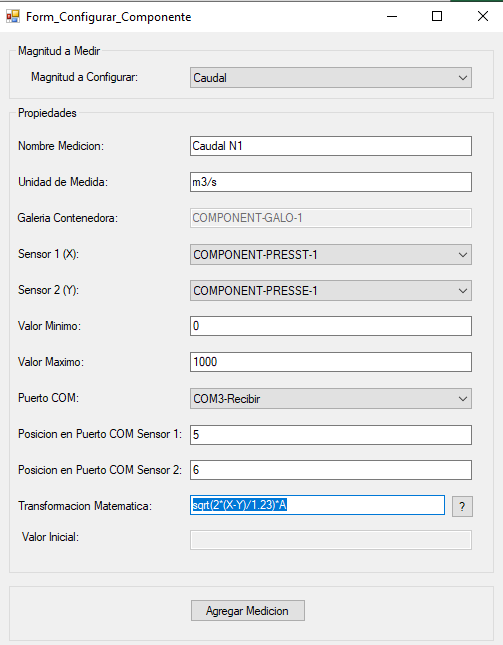 Form_Configurar_Componente
Magnitud a Medir
Magnitud a Configurar: Caudal
Propiedades
Nombre Medicion: Caudal N1
Unidad de Medida: m3/s
Galeria Contenedora: COMPONENT-GALO-1
Sensor 1 (X): COMPONENT-PRESST-1
Sensor 2 (Y): COMPONENT-PRESSE-1
Valor Minimo: 0
Valor Maximo: 1000
Puerto COM: COM3-Recibir
Posicion en Puerto COM Sensor 1: 5
Posicion en Puerto COM Sensor 2: 6
Transformacion Matematica: sqrt(2*(X-Y)/1.23)*A ?
Valor Inicial:
Agregar Medicion